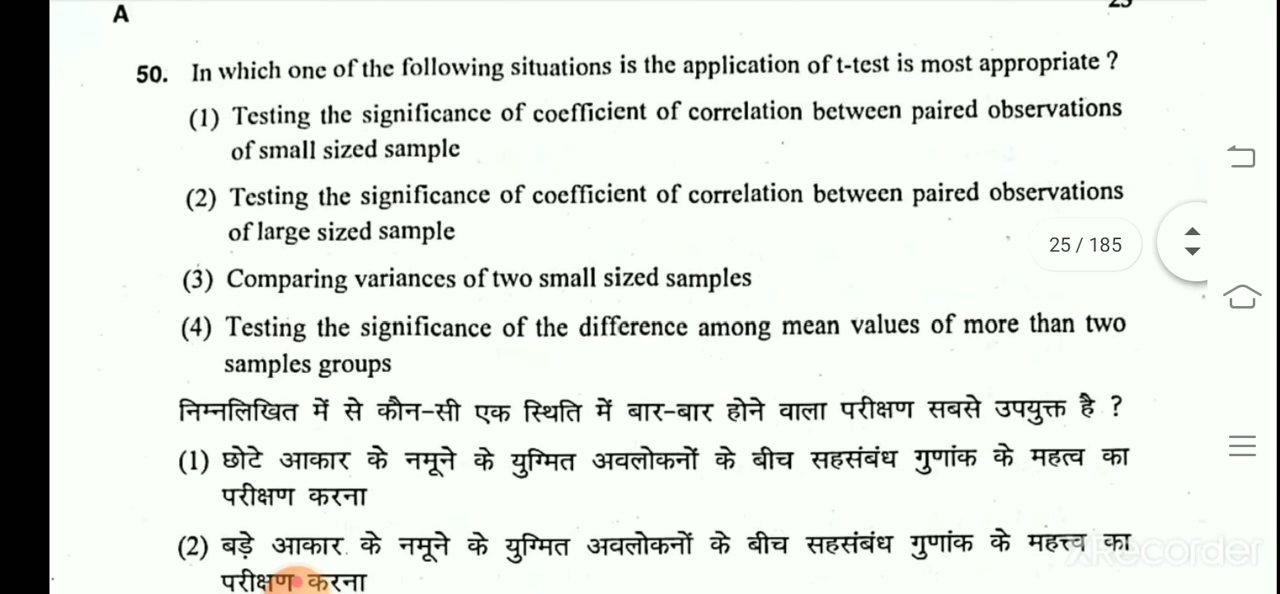 A
50. In which one of the following situations is the application of t-test is most appropriate ?
(1) Testing the significance of coefficient of correlation between paired observations
of small sized sample
(2) Testing the significance of coefficient of correlation between paired observations
of large sized sample
25 / 185
(3) Comparing variances of two small sized samples
(4) Testing the significance of the difference among mean values of more than two
samples groups
निम्नलिखित में से कौन-सी एक स्थिति में बार-बार होने वाला परीक्षण सबसे उपयुक्त है ?
(1) छोटे आकार के नमूने के युग्मित अवलोकनों के बीच सहसंबंध गुणांक के महत्व का
परीक्षण करना
(2) बड़े आकार के नमूने के युग्मित अवलोकनों के बीच सहसंबंध गुणांक के महत्त्व का
XRecorder
परीक्षण करना